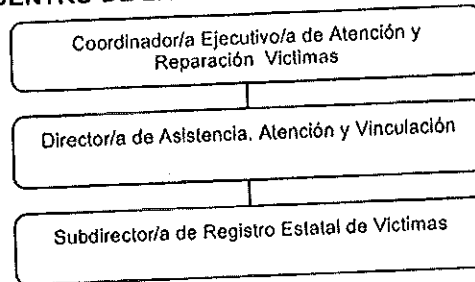 Coordinador/a Ejecutivo/a de Atención y
Reparación Victimas
Director/a de Asistencia, Atención y Vinculación
Subdirector/a de Registro Estatal de Victimas